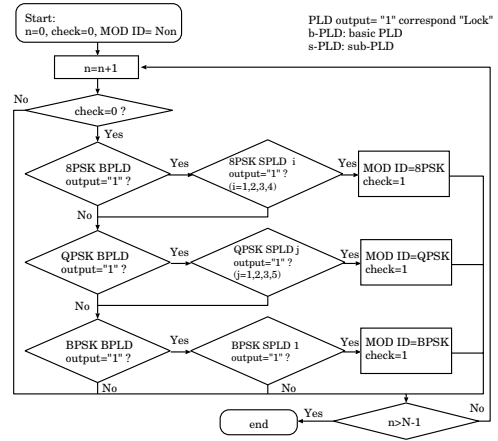 Start:
n=0, check=0, MOD ID= Non
PLD output= "1" correspond "Lock"
b-PLD: basic PLD
s-PLD: sub-PLD
n=n+1
No
check=0 ?
Yes
8PSK BPLD
output="1" ?
Yes
8PSK SPLD i
output="1" ?
(i=1,2,3,4)
Yes
MOD ID=8PSK
check=1
No
QPSK BPLD
output="1" ?
Yes
QPSK SPLD j
output="1" ?
(j=1,2,3,5)
Yes
MOD ID=QPSK
check=1
No
BPSK BPLD
output="1" ?
Yes
BPSK SPLD 1
output="1" ?
Yes
MOD ID=BPSK
check=1
No
No
end
Yes
n>N-1
No